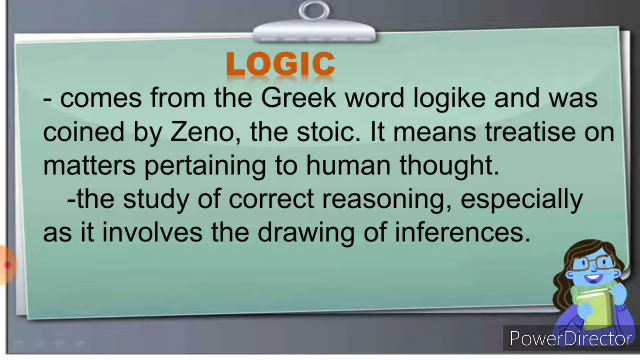 LOGIC
- comes from the Greek word logike and was
coined by Zeno, the stoic. It means treatise on
matters pertaining to human thought.
-the study of correct reasoning, especially
as it involves the drawing of inferences.
PowerDirector